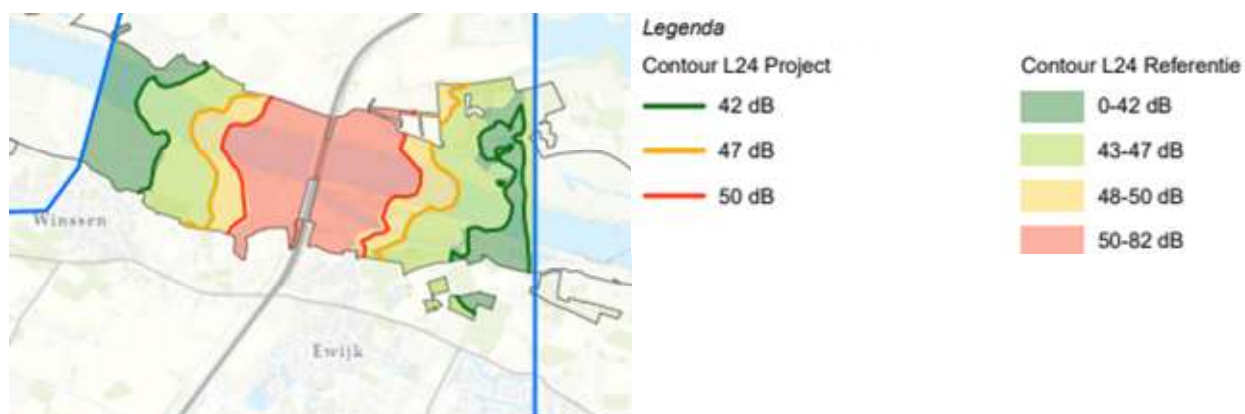 Legenda
Contour L24 Project
42 dB
47 dB
50 dB
Contour L24 Referentie
0-42 dB
43-47 dB
48-50 dB
50-82 dB
Winssen
Ewijk